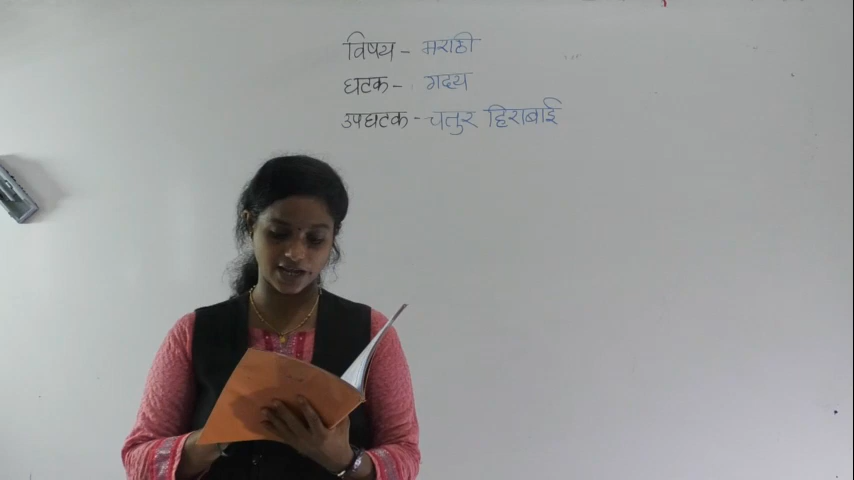 विषय - मराठी
घटक - गद्य
उपघटक - चतुर हिराबाई